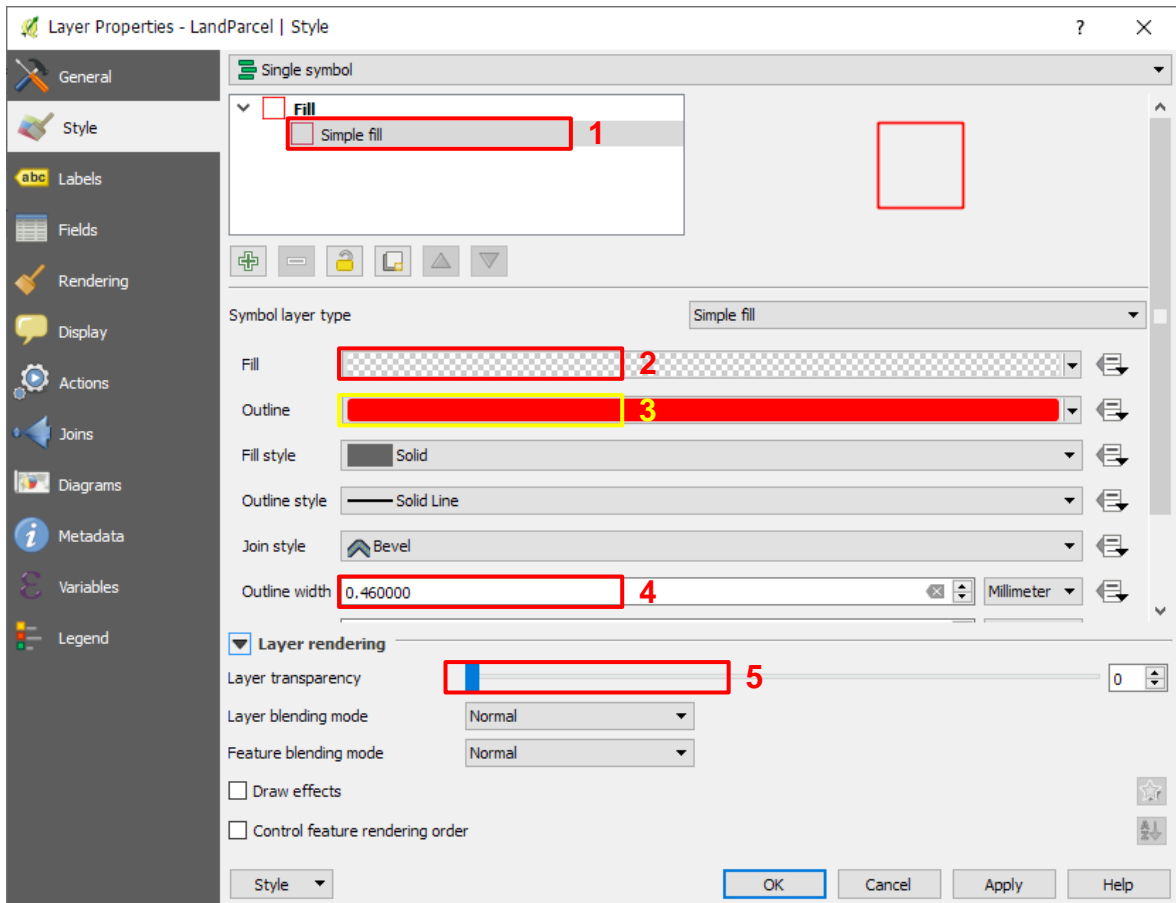 Layer Properties - LandParcel | Style ? ×
General
Style
abc Labels
Fields
Rendering
Display
Actions
Joins
Diagrams
Metadata
Variables
Legend
Single symbol
Fill
Simple fill 1
Symbol layer type Simple fill
Fill 2
Outline 3
Fill style Solid
Outline style Solid Line
Join style Bevel
Outline width 0.460000 4 Millimeter
Layer rendering
Layer transparency 5 0
Layer blending mode Normal
Feature blending mode Normal
Draw effects
Control feature rendering order
Style OK Cancel Apply Help